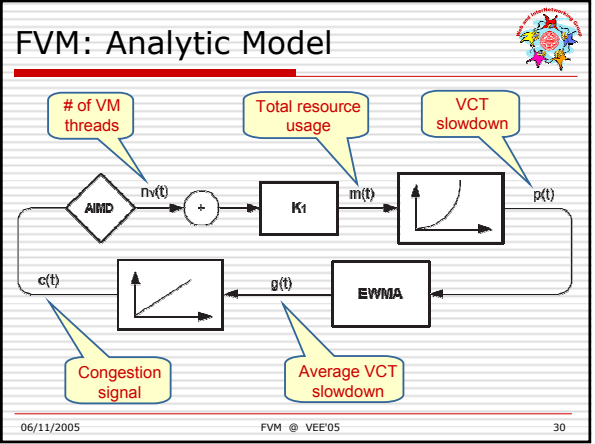 FVM: Analytic Model
# of VM
threads
Total resource
usage
VCT
slowdown
nv(t)
m(t)
p(t)
AIMD
+
K1
c(t)
g(t)
EWMA
Congestion
signal
Average VCT
slowdown
06/11/2005 FVM @ VEE'05 30